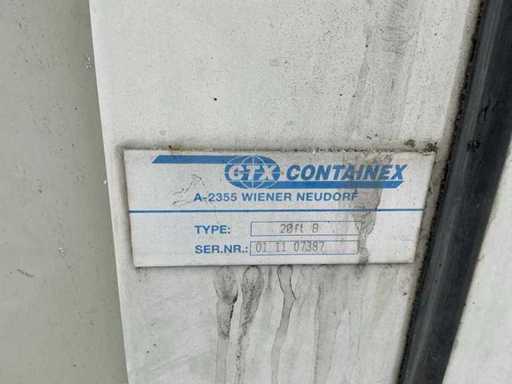 CTX CONTAINEX
A-2355 WIENER NEUDORF
TYPE: 20ft B
SER.NR.: 01 11 07387